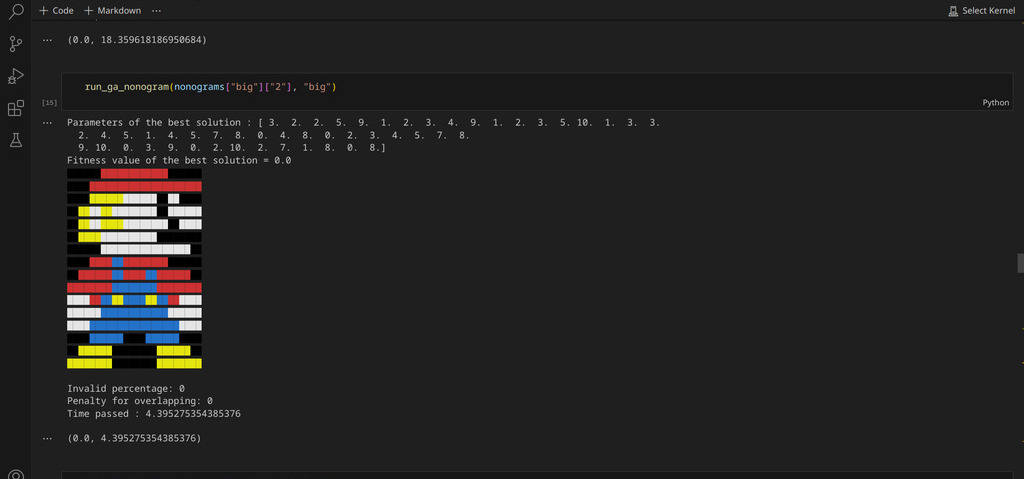 + Code + Markdown ... Select Kernel
... (0.0, 18.359618186950684)
run_ga_nonogram(nonograms["big"]["2"], "big")
[15] Python
... Parameters of the best solution : [ 3. 2. 2. 5. 9. 1. 2. 3. 4. 9. 1. 2. 3. 5. 10. 1. 3. 3.
2. 4. 5. 1. 4. 5. 7. 8. 0. 4. 8. 0. 2. 3. 4. 5. 7. 8.
9. 10. 0. 3. 9. 0. 2. 10. 2. 7. 1. 8. 0. 8.]
Fitness value of the best solution = 0.0
Invalid percentage: 0
Penalty for overlapping: 0
Time passed : 4.395275354385376
... (0.0, 4.395275354385376)